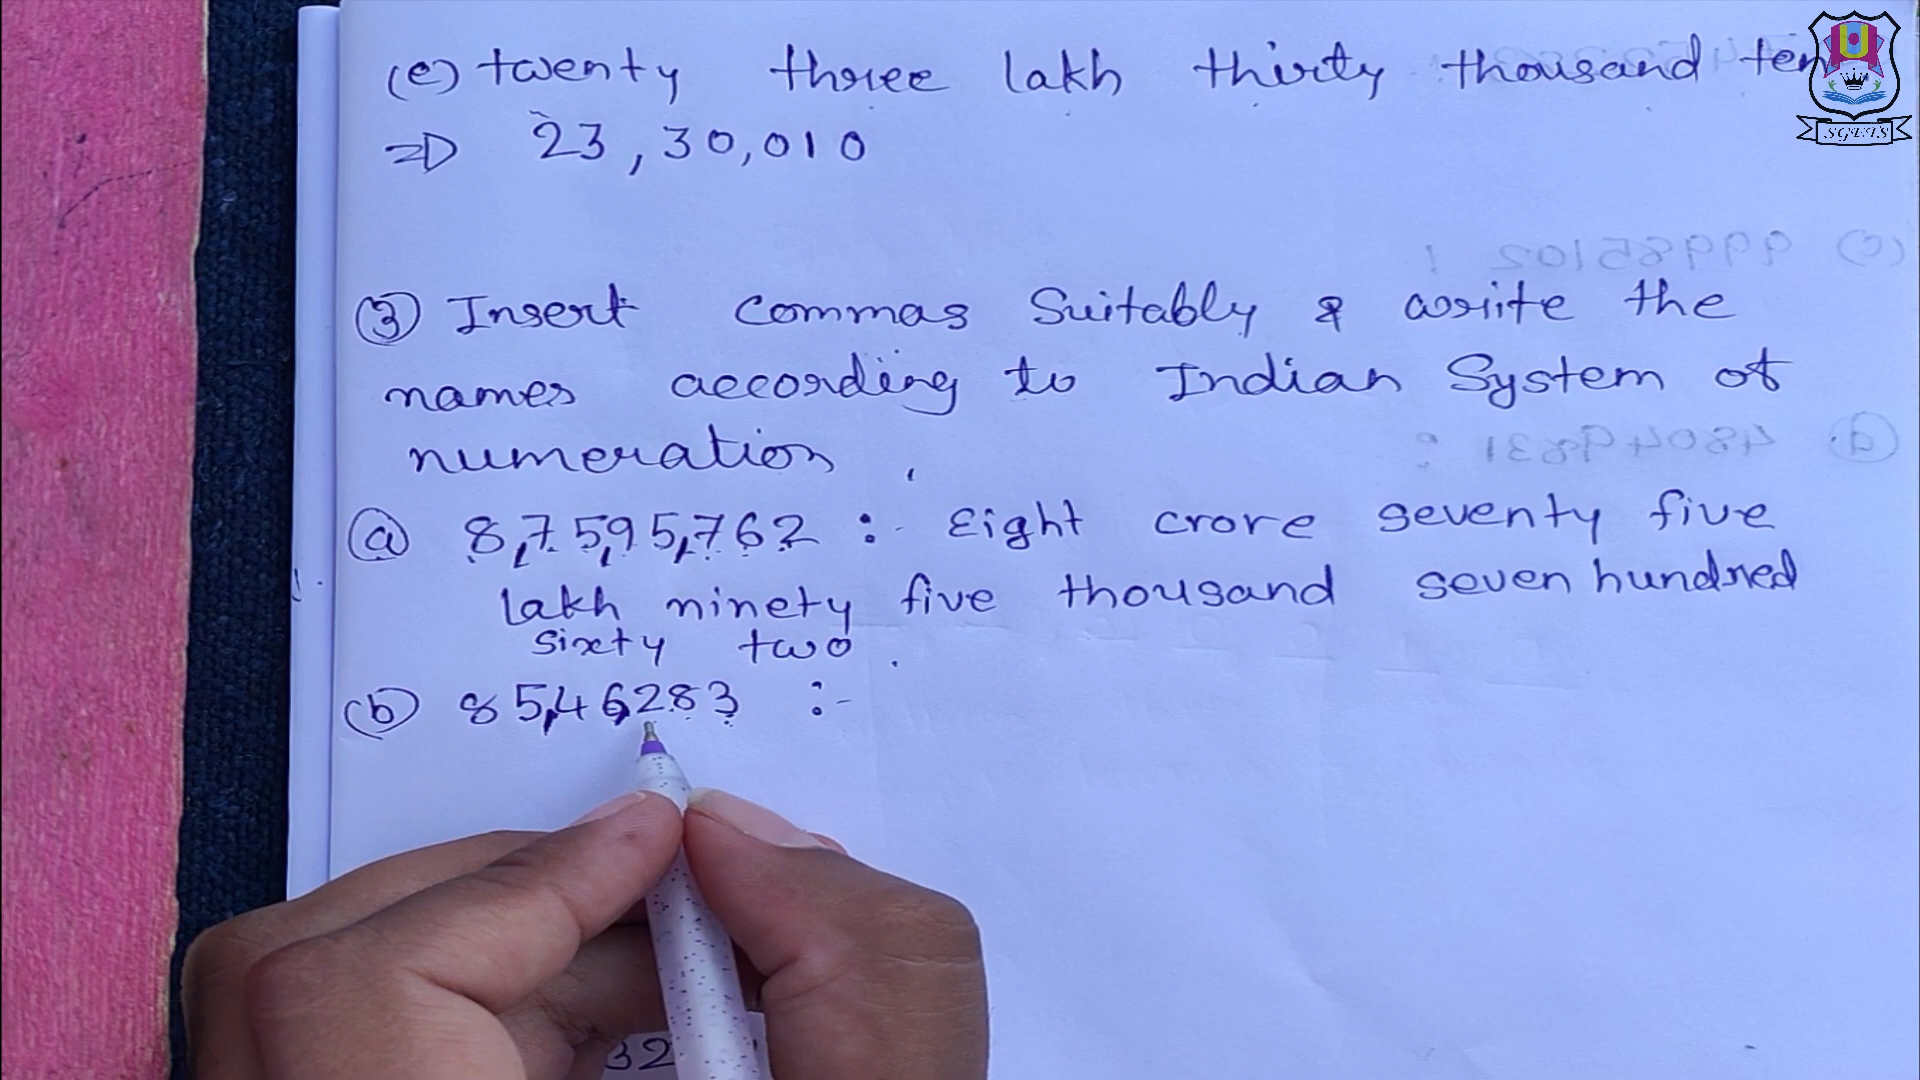 (e) twenty three lakh thirty thousand ten
⇒ 23,30,010
③ Insert commas Suitably & write the
names according to Indian System of
numeration.
ⓐ 8,75,95,762 :- Eight crore seventy five
lakh ninety five thousand seven hundred
sixty two.
ⓑ 85,46,283 :-
SGEIS